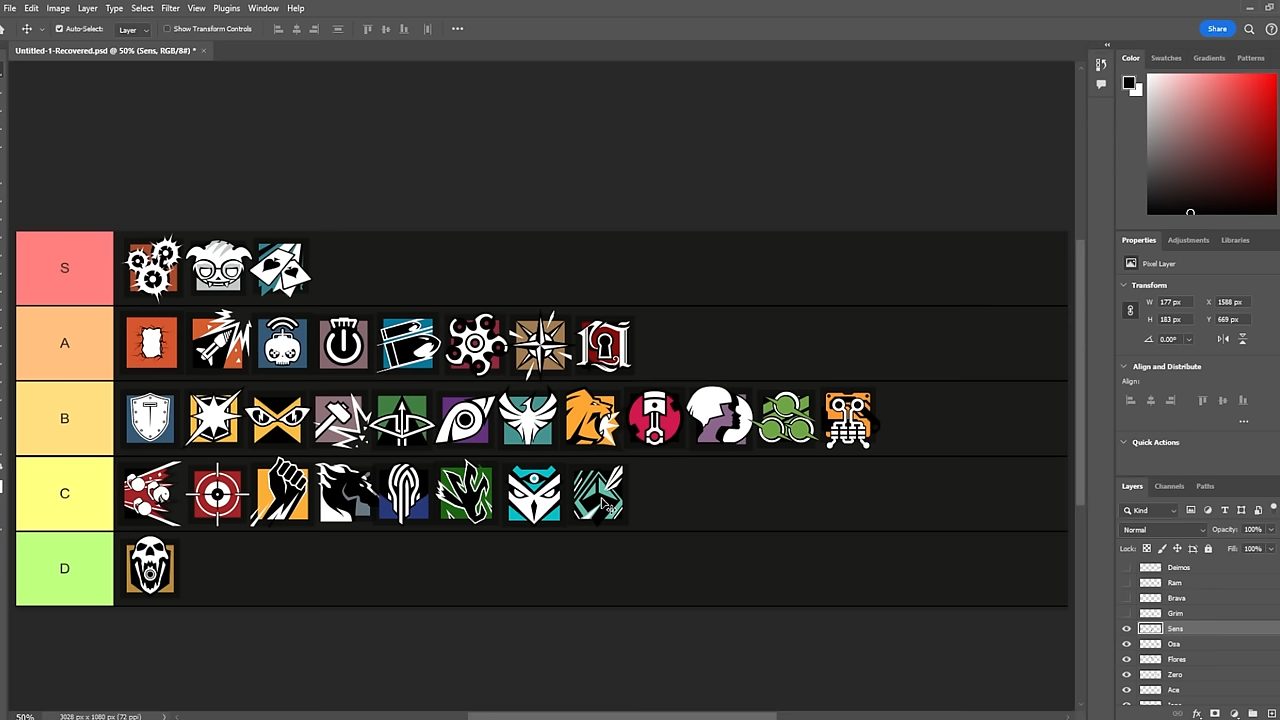 File Edit Image Layer Type Select Filter View Plugins Window Help
Auto-Select: Layer Show Transform Controls Share
Untitled-1-Recovered.psd @ 50% (Sens, RGB/8#) * ×
Color Swatches Gradients Patterns
S
A
B
C
D
Properties Adjustments Libraries
Pixel Layer
Transform
W 177 px X 1588 px
H 183 px Y 669 px
0.00°
Align and Distribute
Align:
Quick Actions
Layers Channels Paths
Kind
Normal Opacity: 100%
Lock: Fill: 100%
Deimos
Ram
Brava
Grim
Sens
Osa
Flores
Zero
Ace
50% 3028 px x 1080 px (72 ppi)